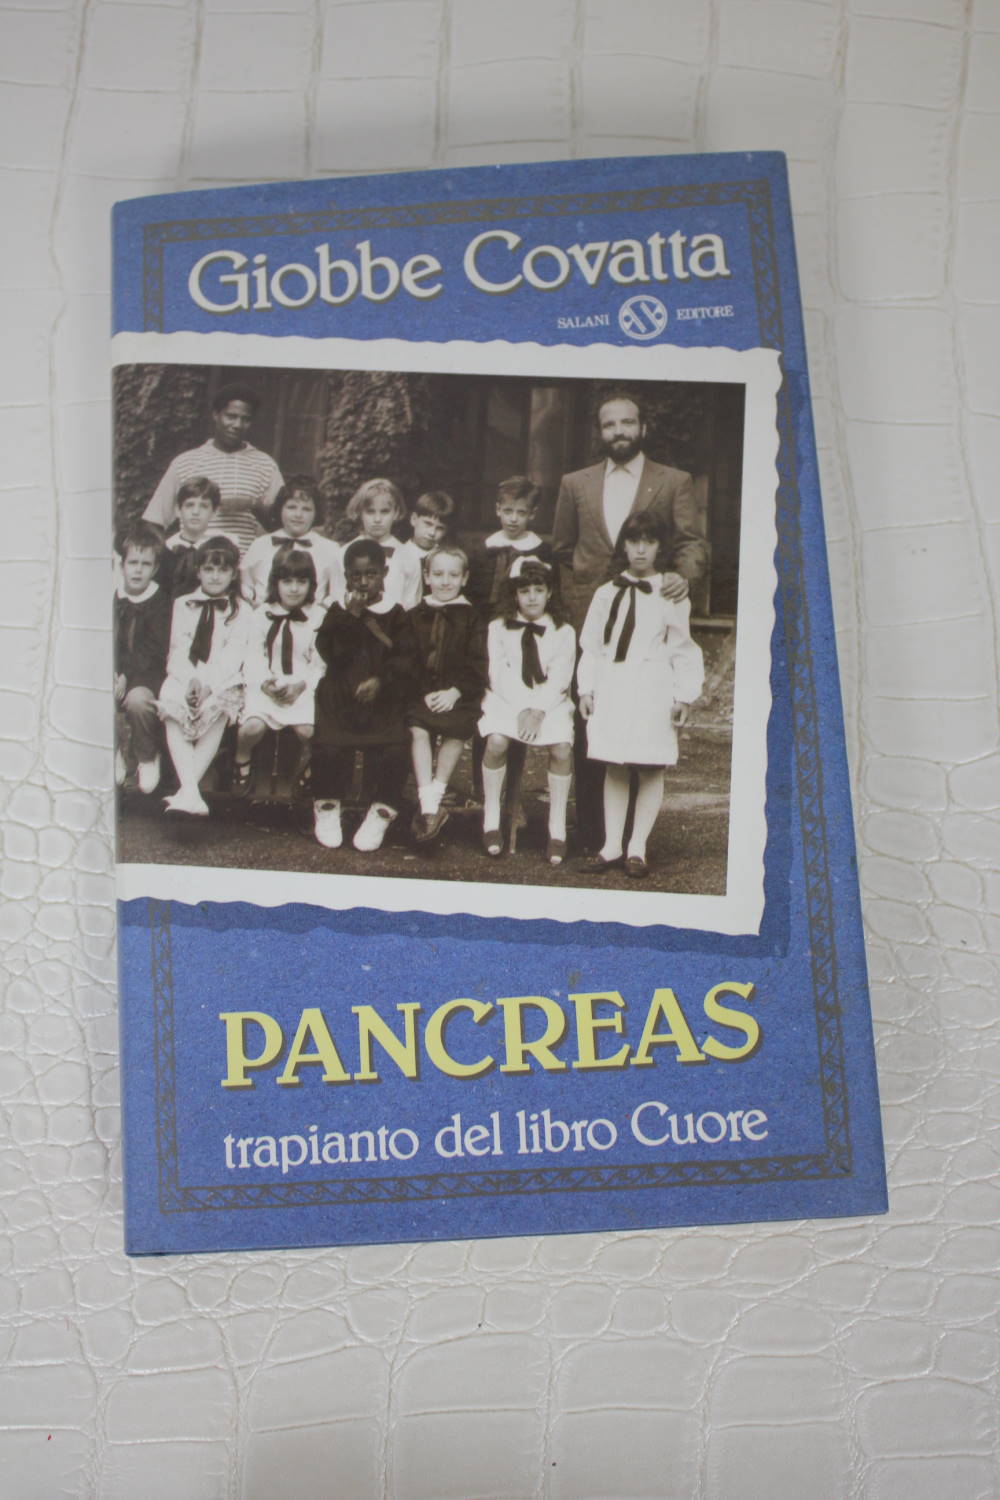 Giobbe Covatta
SALANI EDITORE
PANCREAS
trapianto del libro Cuore